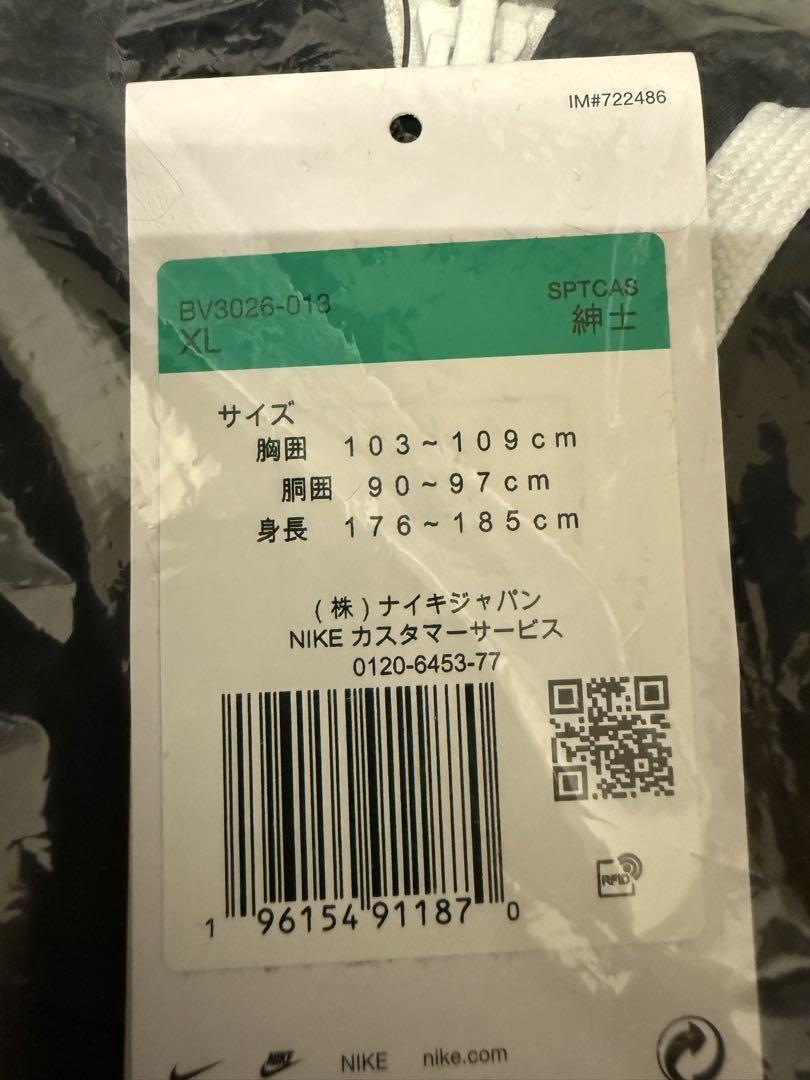 IM#722486
BV3026-013
SPTCAS
XL
紳士
サイズ
胸囲 103~109cm
胴囲 90~97cm
身長 176~185cm
(株)ナイキジャパン
NIKE カスタマーサービス
0120-6453-77
RFID
1 96154 91187 0
NIKE NIKE nike.com